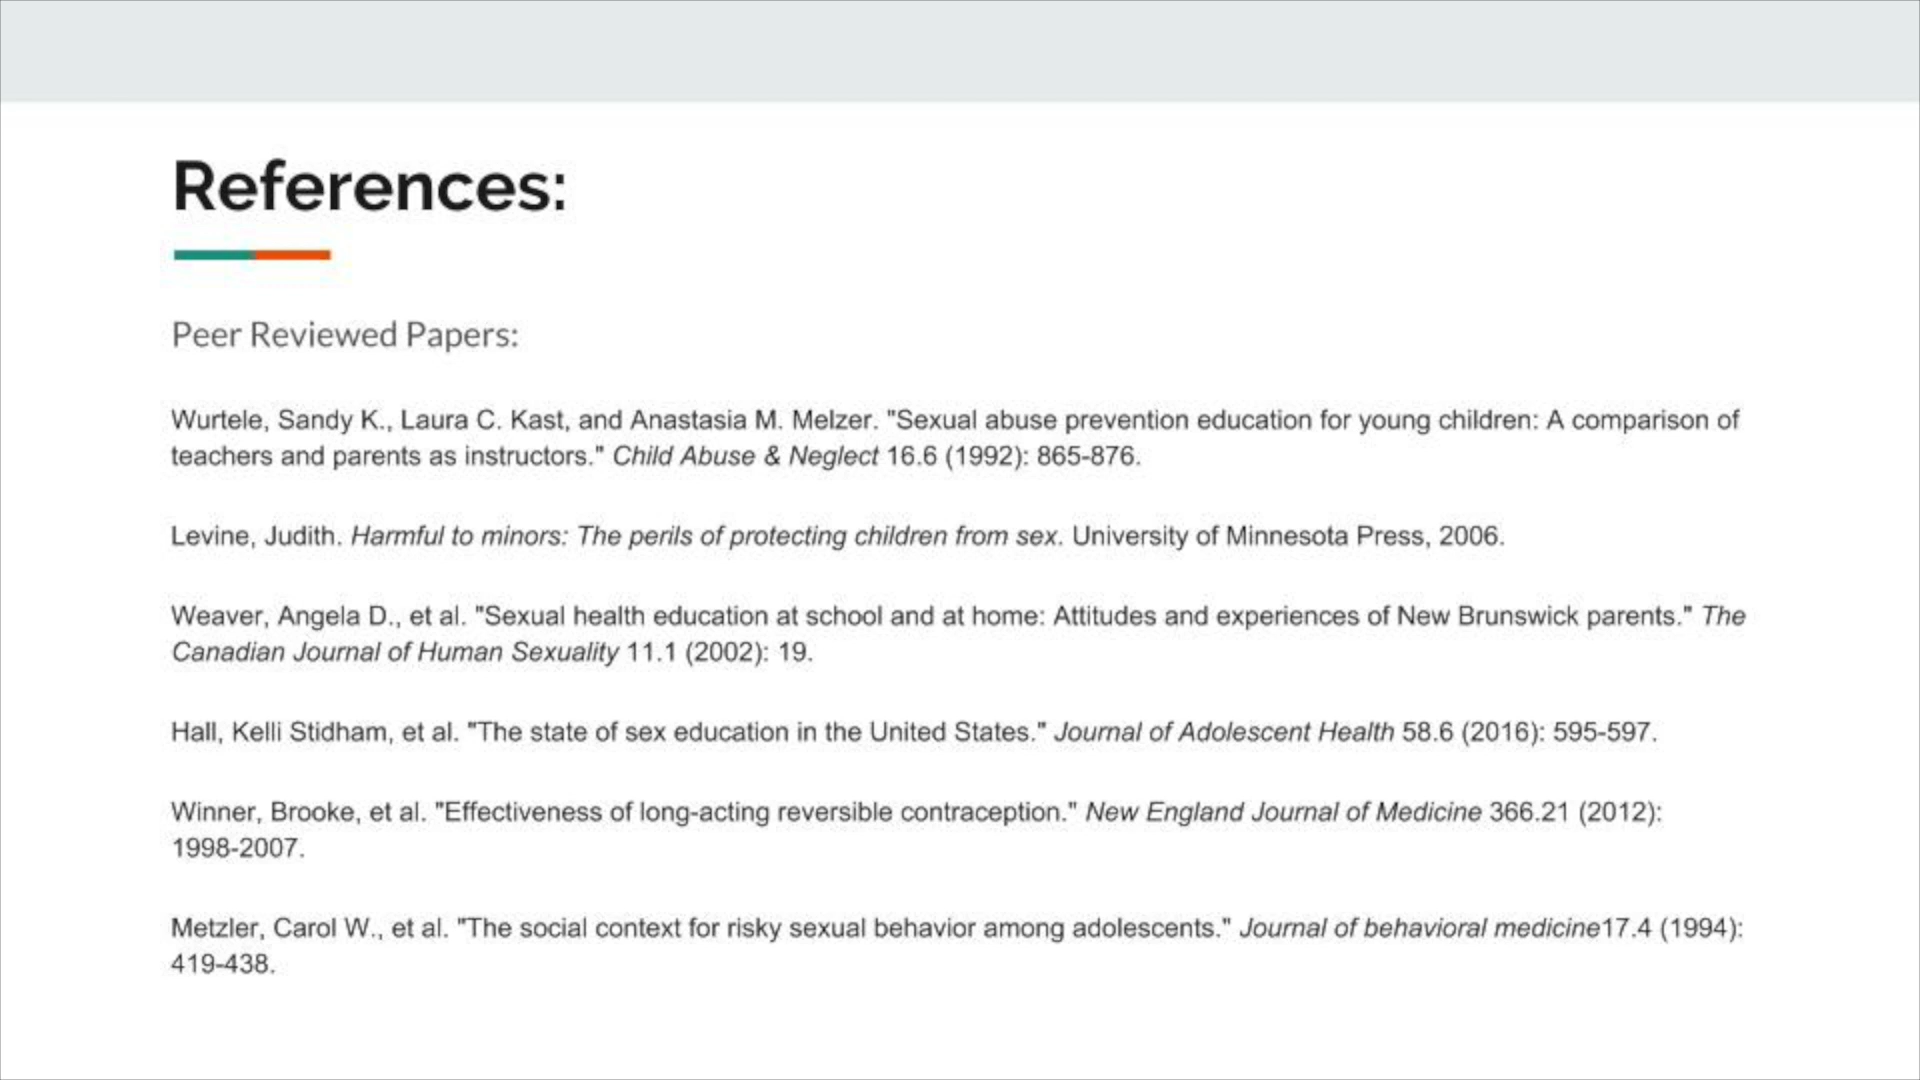 References:
Peer Reviewed Papers:
Wurtele, Sandy K., Laura C. Kast, and Anastasia M. Melzer. "Sexual abuse prevention education for young children: A comparison of
teachers and parents as instructors." Child Abuse & Neglect 16.6 (1992): 865-876.
Levine, Judith. Harmful to minors: The perils of protecting children from sex. University of Minnesota Press, 2006.
Weaver, Angela D., et al. "Sexual health education at school and at home: Attitudes and experiences of New Brunswick parents." The
Canadian Journal of Human Sexuality 11.1 (2002): 19.
Hall, Kelli Stidham, et al. "The state of sex education in the United States." Journal of Adolescent Health 58.6 (2016): 595-597.
Winner, Brooke, et al. "Effectiveness of long-acting reversible contraception." New England Journal of Medicine 366.21 (2012):
1998-2007.
Metzler, Carol W., et al. "The social context for risky sexual behavior among adolescents." Journal of behavioral medicine17.4 (1994):
419-438.